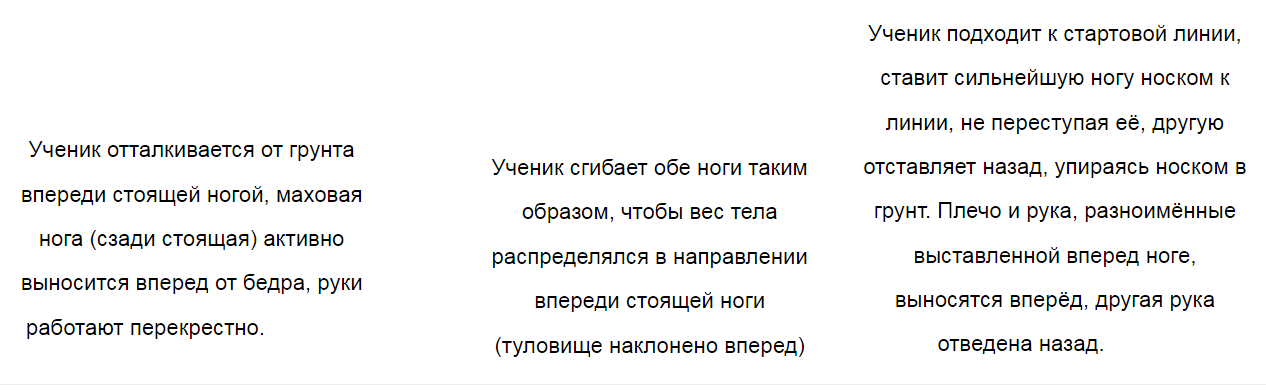 Ученик отталкивается от грунта
впереди стоящей ногой, маховая
нога (сзади стоящая) активно
выносится вперед от бедра, руки
работают перекрестно.
Ученик сгибает обе ноги таким
образом, чтобы вес тела
распределялся в направлении
впереди стоящей ноги
(туловище наклонено вперед)
Ученик подходит к стартовой линии,
ставит сильнейшую ногу носком к
линии, не переступая её, другую
отставляет назад, упираясь носком в
грунт. Плечо и рука, разноимённые
выставленной вперед ноге,
выносятся вперёд, другая рука
отведена назад.